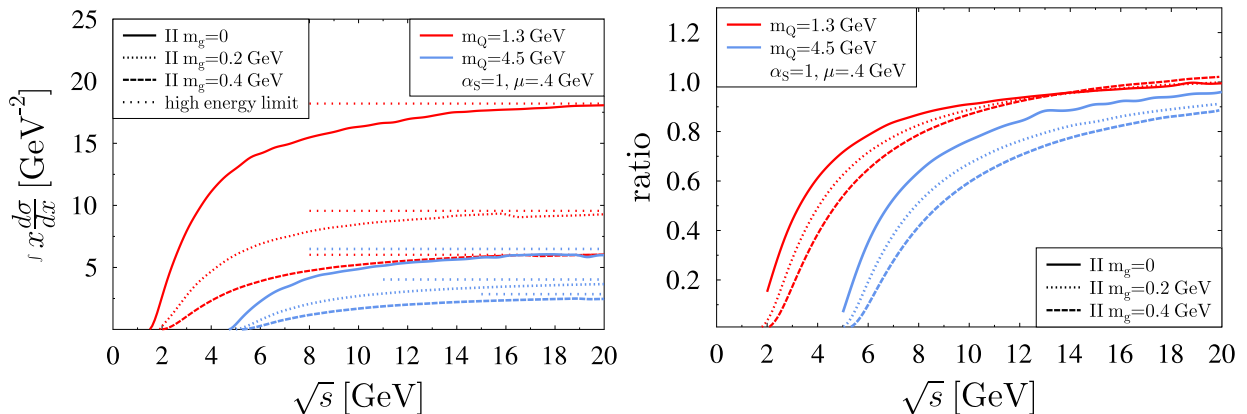 25
20
15
10
5
0 2 4 6 8 10 12 14 16 18 20
∫ x dσ/dx [GeV⁻²]
√s [GeV]
II m_g=0
II m_g=0.2 GeV
II m_g=0.4 GeV
high energy limit
m_Q=1.3 GeV
m_Q=4.5 GeV
α_S=1, μ=.4 GeV
1.2
1.0
0.8
0.6
0.4
0.2
0 2 4 6 8 10 12 14 16 18 20
ratio
√s [GeV]
m_Q=1.3 GeV
m_Q=4.5 GeV
α_S=1, μ=.4 GeV
II m_g=0
II m_g=0.2 GeV
II m_g=0.4 GeV